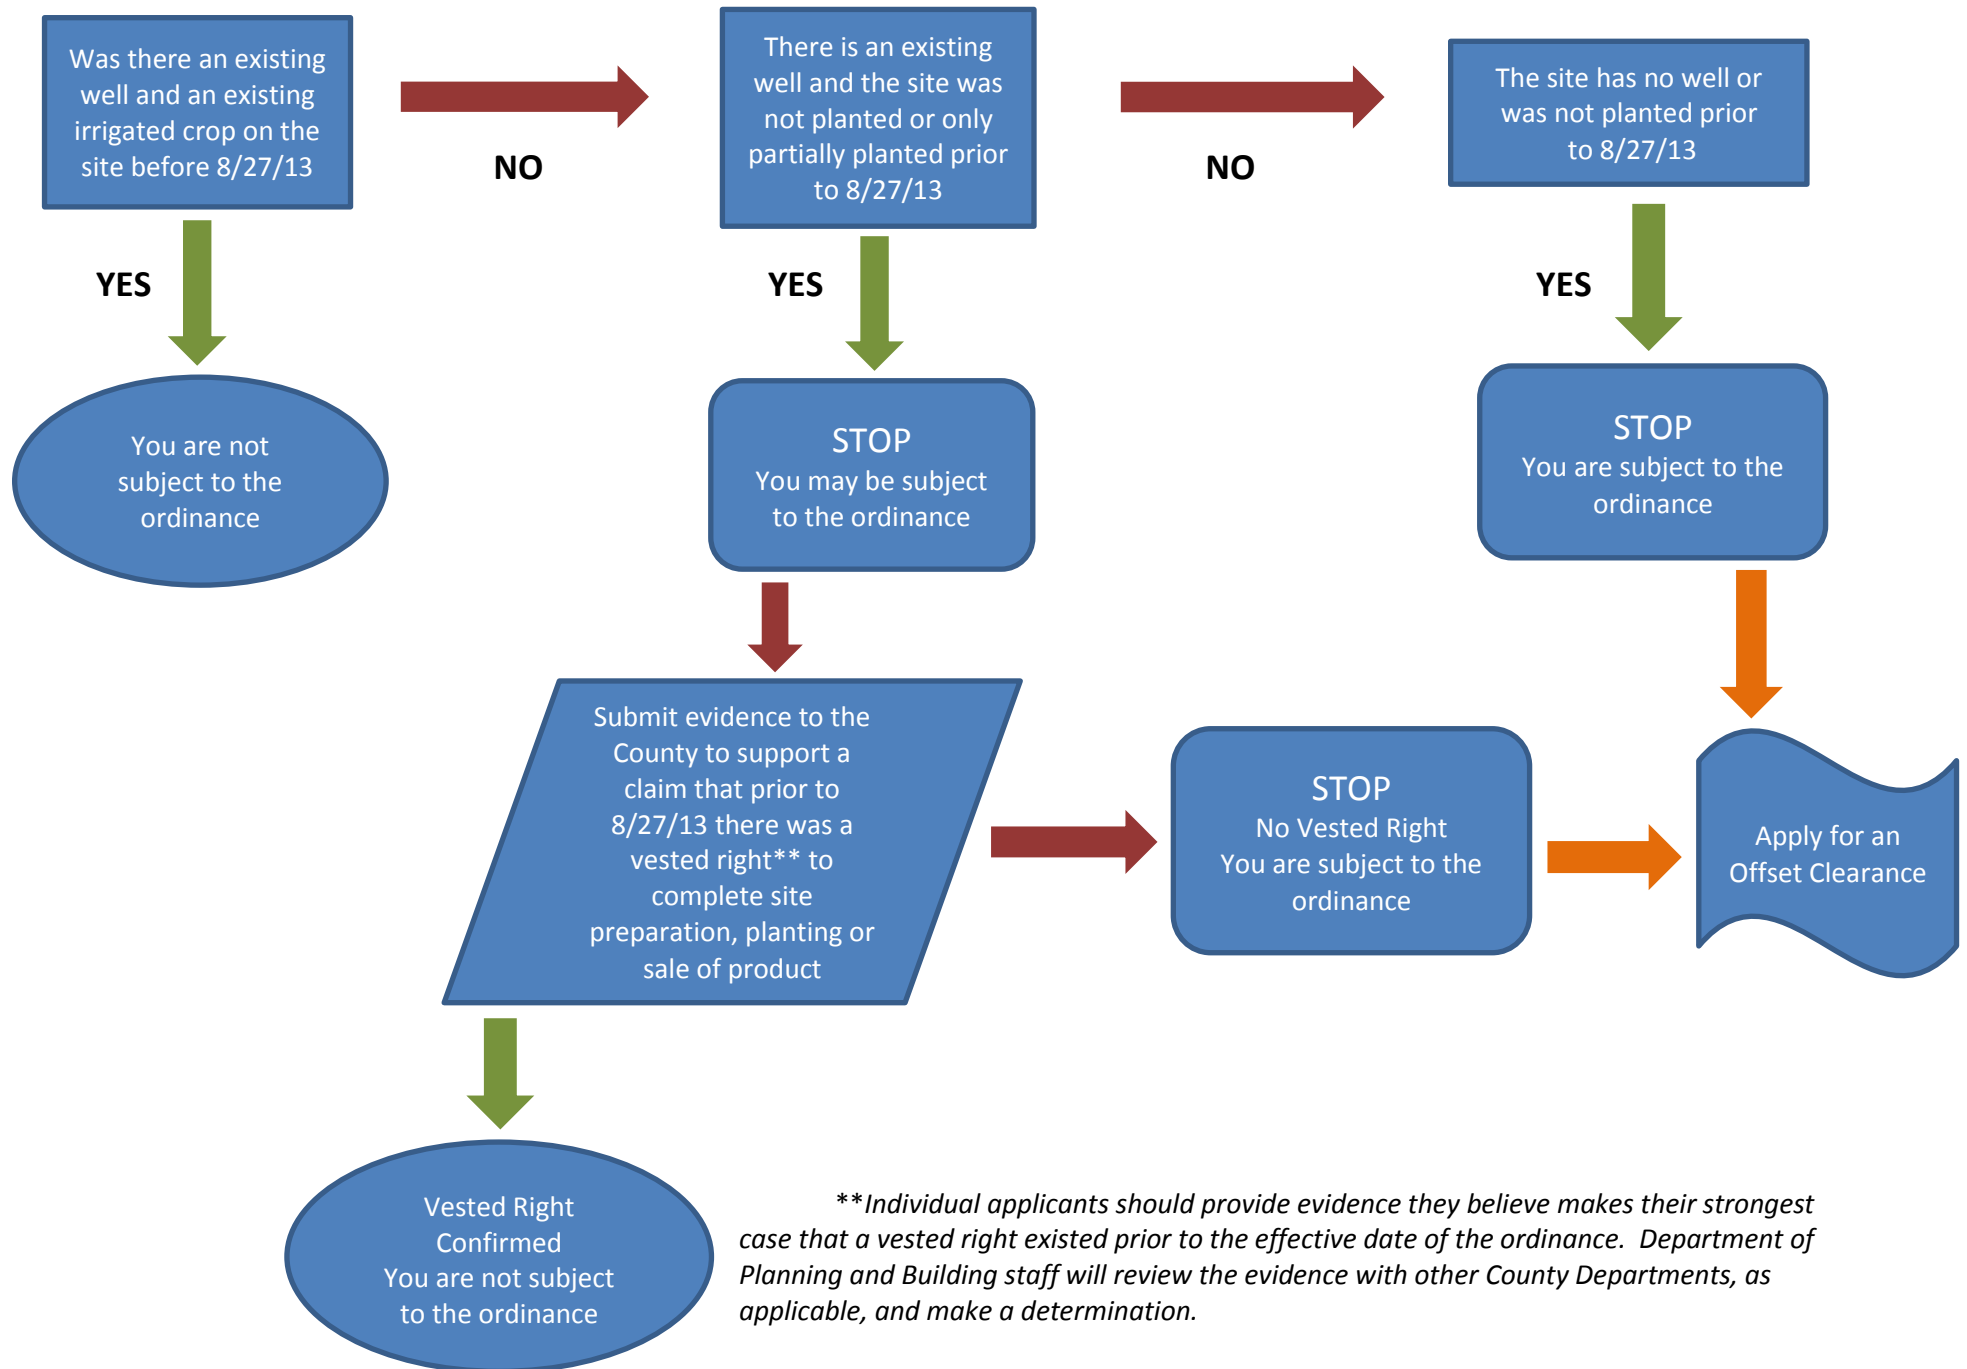 Was there an existing
well and an existing
irrigated crop on the
site before 8/27/13
NO
There is an existing
well and the site was
not planted or only
partially planted prior
to 8/27/13
NO
The site has no well or
was not planted prior
to 8/27/13
YES
YES
YES
You are not
subject to the
ordinance
STOP
You may be subject
to the ordinance
STOP
You are subject to the
ordinance
Submit evidence to the
County to support a
claim that prior to
8/27/13 there was a
vested right** to
complete site
preparation, planting or
sale of product
STOP
No Vested Right
You are subject to the
ordinance
Apply for an
Offset Clearance
Vested Right
Confirmed
You are not subject
to the ordinance
**Individual applicants should provide evidence they believe makes their strongest
case that a vested right existed prior to the effective date of the ordinance.  Department of
Planning and Building staff will review the evidence with other County Departments, as
applicable, and make a determination.